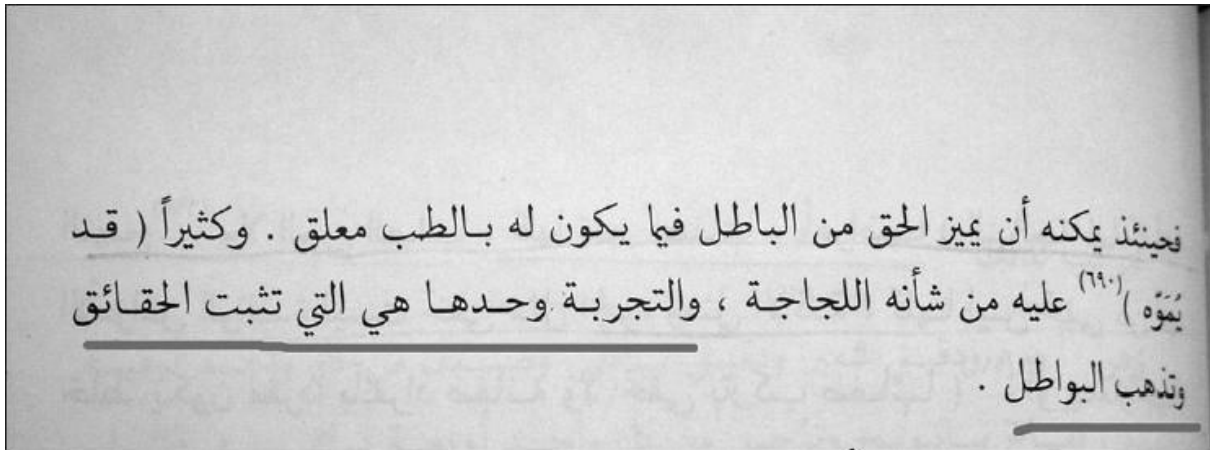 فحينئذ يمكنه أن يميز الحق من الباطل فيما يكون له بالطب معلق . وكثيراً ( قد
يُمَوّه )(٦٩٠) عليه من شأنه اللجاجة ، والتجربة وحدها هي التي تثبت الحقائق
وتذهب البواطل .